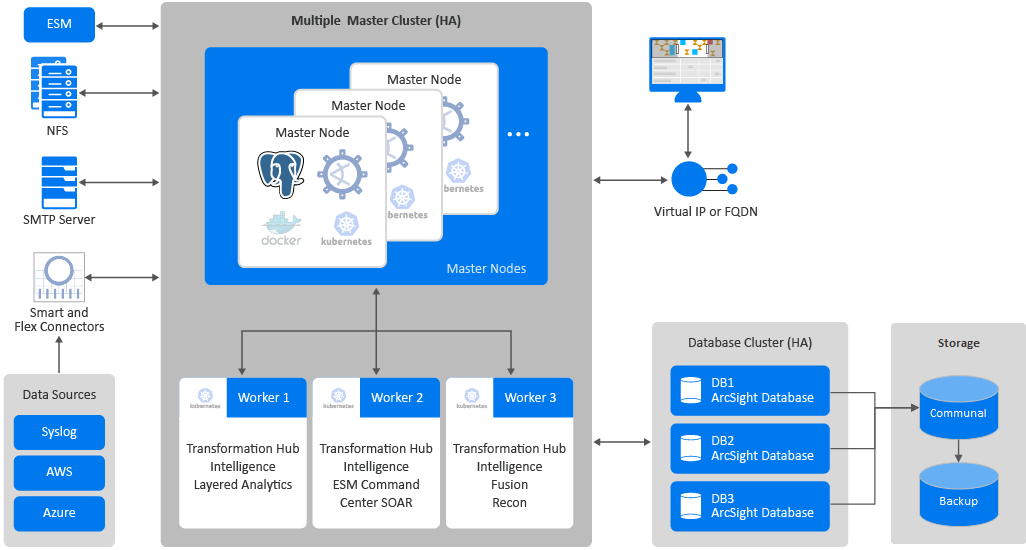 ESM
NFS
SMTP Server
Smart and
Flex Connectors
Data Sources
Syslog
AWS
Azure
Multiple Master Cluster (HA)
Master Node
kubernetes
Master Node
kubernetes
Master Node
docker
kubernetes
...
Master Nodes
kubernetes
Worker 1
Transformation Hub
Intelligence
Layered Analytics
kubernetes
Worker 2
Transformation Hub
Intelligence
ESM Command
Center SOAR
kubernetes
Worker 3
Transformation Hub
Intelligence
Fusion
Recon
Virtual IP or FQDN
Database Cluster (HA)
DB1
ArcSight Database
DB2
ArcSight Database
DB3
ArcSight Database
Storage
Communal
Backup